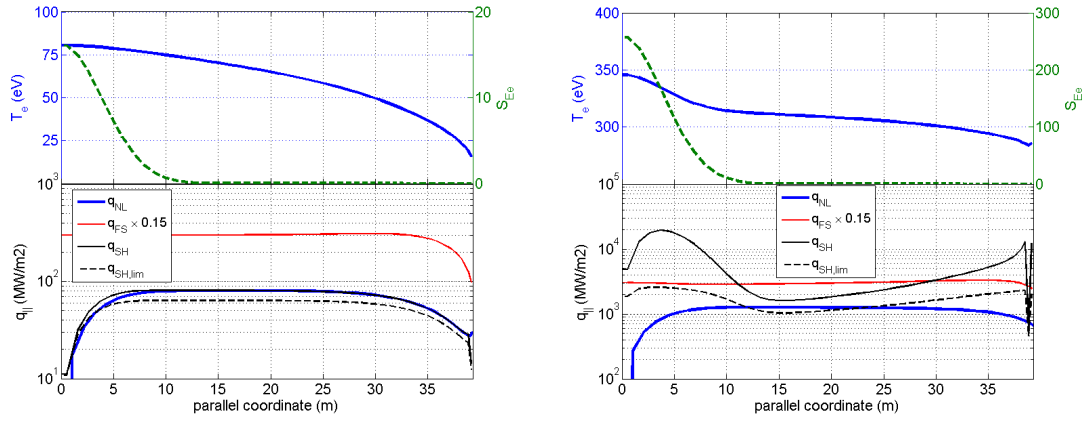 100
75
50
25
T_e (eV)
20
10
0
S_Ee
10^3
10^2
10^1
q_|| (MW/m2)
q_NL
q_FS × 0.15
q_SH
q_SH,lim
0 5 10 15 20 25 30 35
parallel coordinate (m)
400
350
300
T_e (eV)
300
200
100
0
S_Ee
10^5
10^4
10^3
10^2
q_|| (MW/m2)
q_NL
q_FS × 0.15
q_SH
q_SH,lim
0 5 10 15 20 25 30 35
parallel coordinate (m)